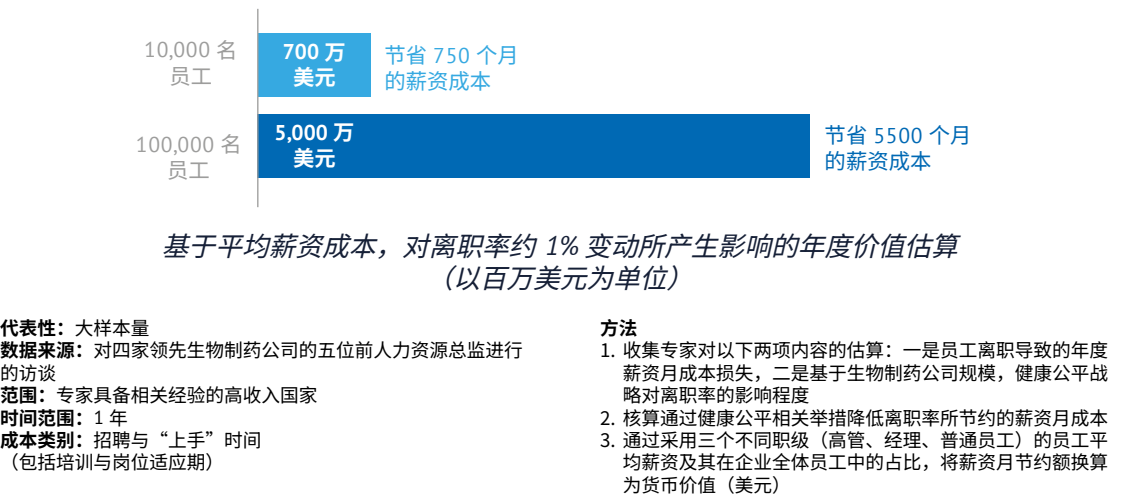 10,000 名
员工
700 万
美元
节省 750 个月
的薪资成本
100,000 名
员工
5,000 万
美元
节省 5500 个月
的薪资成本
基于平均薪资成本，对离职率约 1% 变动所产生影响的年度价值估算
（以百万美元为单位）
代表性：大样本量
数据来源：对四家领先生物制药公司的五位前人力资源总监进行
的访谈
范围：专家具备相关经验的高收入国家
时间范围：1 年
成本类别：招聘与“上手”时间
（包括培训与岗位适应期）
方法
1. 收集专家对以下两项内容的估算：一是员工离职导致的年度
薪资月成本损失，二是基于生物制药公司规模，健康公平战
略对离职率的影响程度
2. 核算通过健康公平相关举措降低离职率所节约的薪资月成本
3. 通过采用三个不同职级（高管、经理、普通员工）的员工平
均薪资及其在企业全体员工中的占比，将薪资月节约额换算
为货币价值（美元）